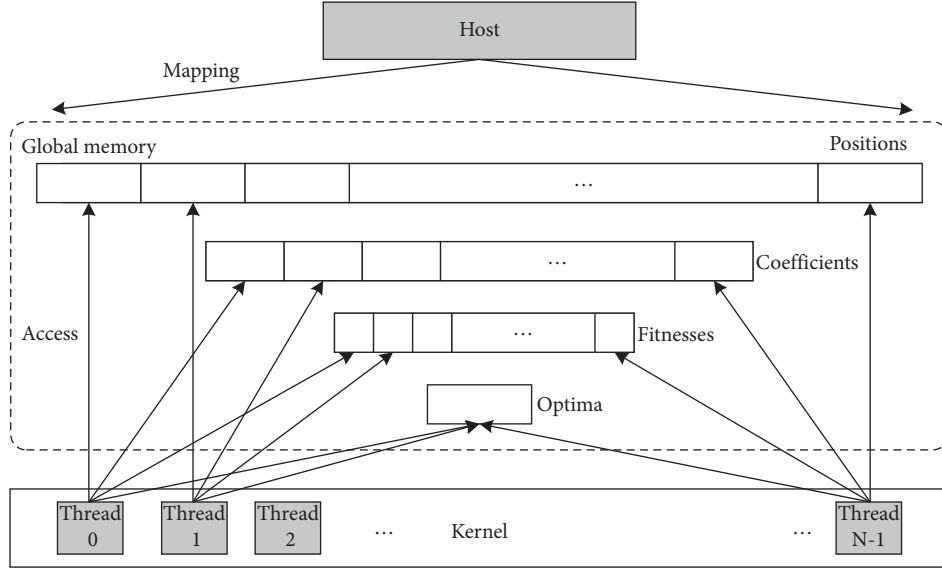 Host
Mapping
Global memory
Positions
…
…
Coefficients
Access
…
Fitnesses
Optima
Thread
0
Thread
1
Thread
2
…
Kernel
…
Thread
N-1